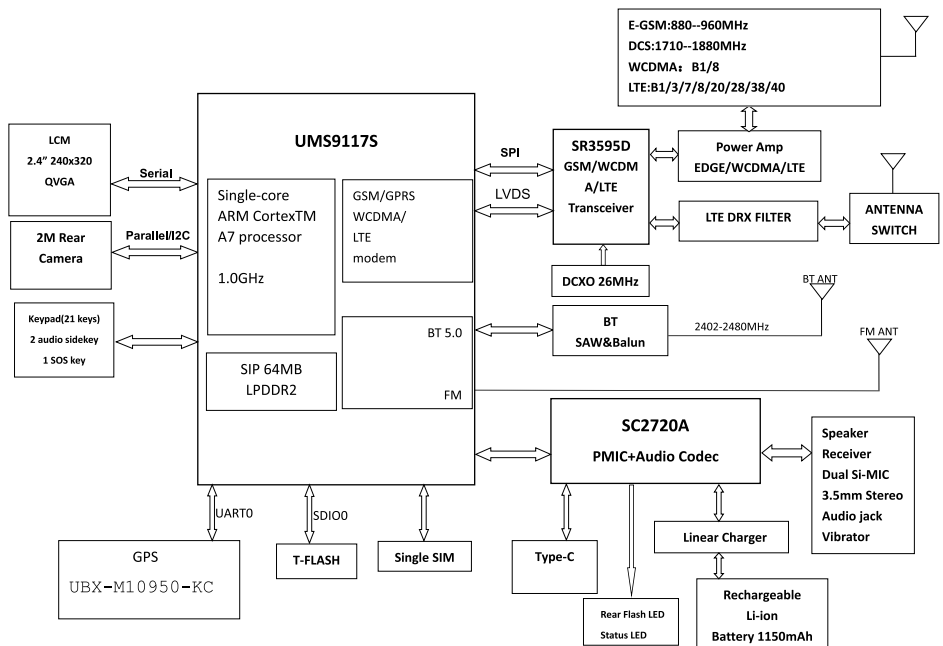 E-GSM:880--960MHz
DCS:1710--1880MHz
WCDMA：B1/8
LTE:B1/3/7/8/20/28/38/40
UMS9117S
LCM
2.4” 240x320
QVGA
Serial
Single-core
ARM CortexTM
A7 processor
1.0GHz
GSM/GPRS
WCDMA/
LTE
modem
SPI
LVDS
SR3595D
GSM/WCDM
A/LTE
Transceiver
Power Amp
EDGE/WCDMA/LTE
LTE DRX FILTER
ANTENNA
SWITCH
2M Rear
Camera
Parallel/I2C
DCXO 26MHz
BT ANT
Keypad(21 keys)
2 audio sidekey
1 SOS key
BT 5.0
FM
BT
SAW&Balun
2402-2480MHz
FM ANT
SIP 64MB
LPDDR2
SC2720A
PMIC+Audio Codec
Speaker
Receiver
Dual Si-MIC
3.5mm Stereo
Audio jack
Vibrator
UART0
SDIO0
GPS
UBX-M10950-KC
T-FLASH
Single SIM
Type-C
Linear Charger
Rear Flash LED
Status LED
Rechargeable
Li-ion
Battery 1150mAh